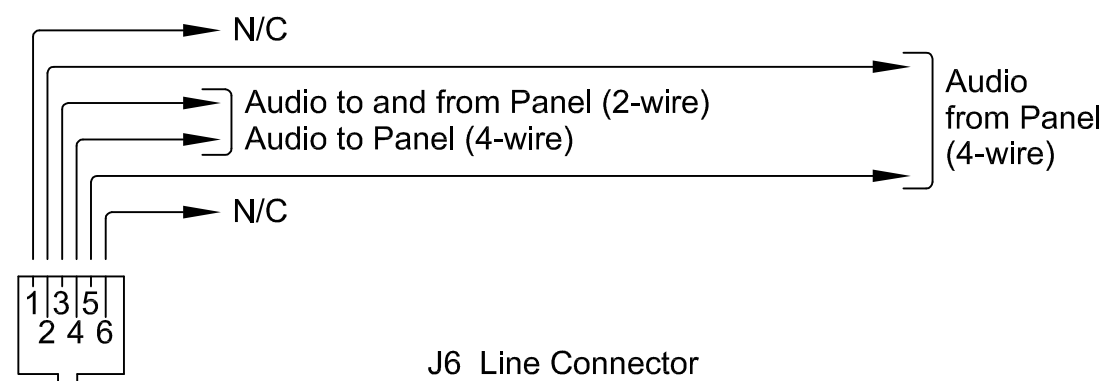 N/C
Audio to and from Panel (2-wire)
Audio to Panel (4-wire)
Audio
from Panel
(4-wire)
N/C
1 3 5
2 4 6
J6 Line Connector